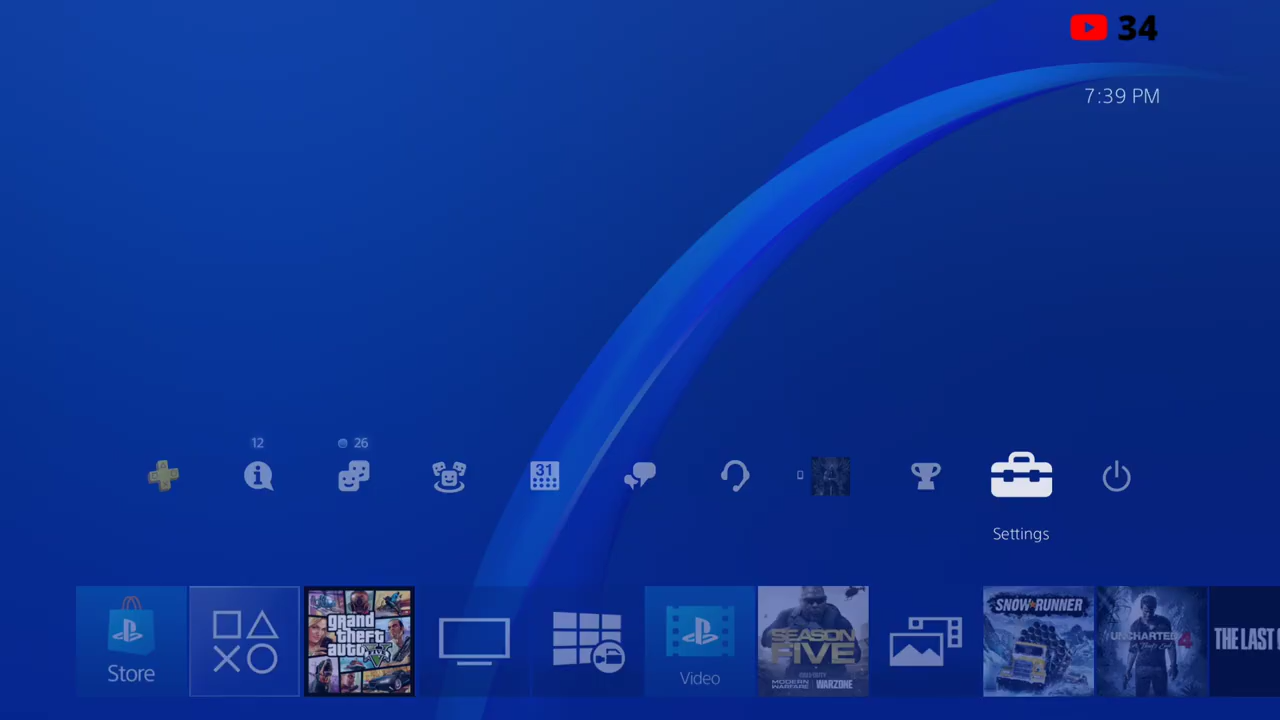 34
7:39 PM
12
26
31
Settings
Store
grand
theft
auto
V
Video
SEASON
FIVE
CALL OF DUTY
MODERN WARFARE | WARZONE
SNOWRUNNER
UNCHARTED 4
THE LAST